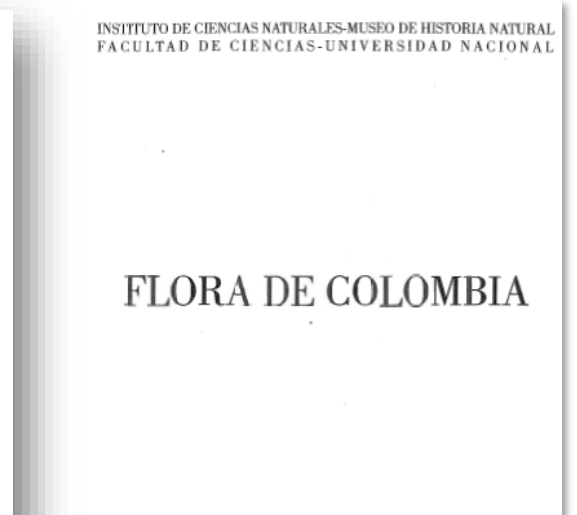 INSTITUTO DE CIENCIAS NATURALES-MUSEO DE HISTORIA NATURAL
FACULTAD DE CIENCIAS-UNIVERSIDAD NACIONAL
FLORA DE COLOMBIA